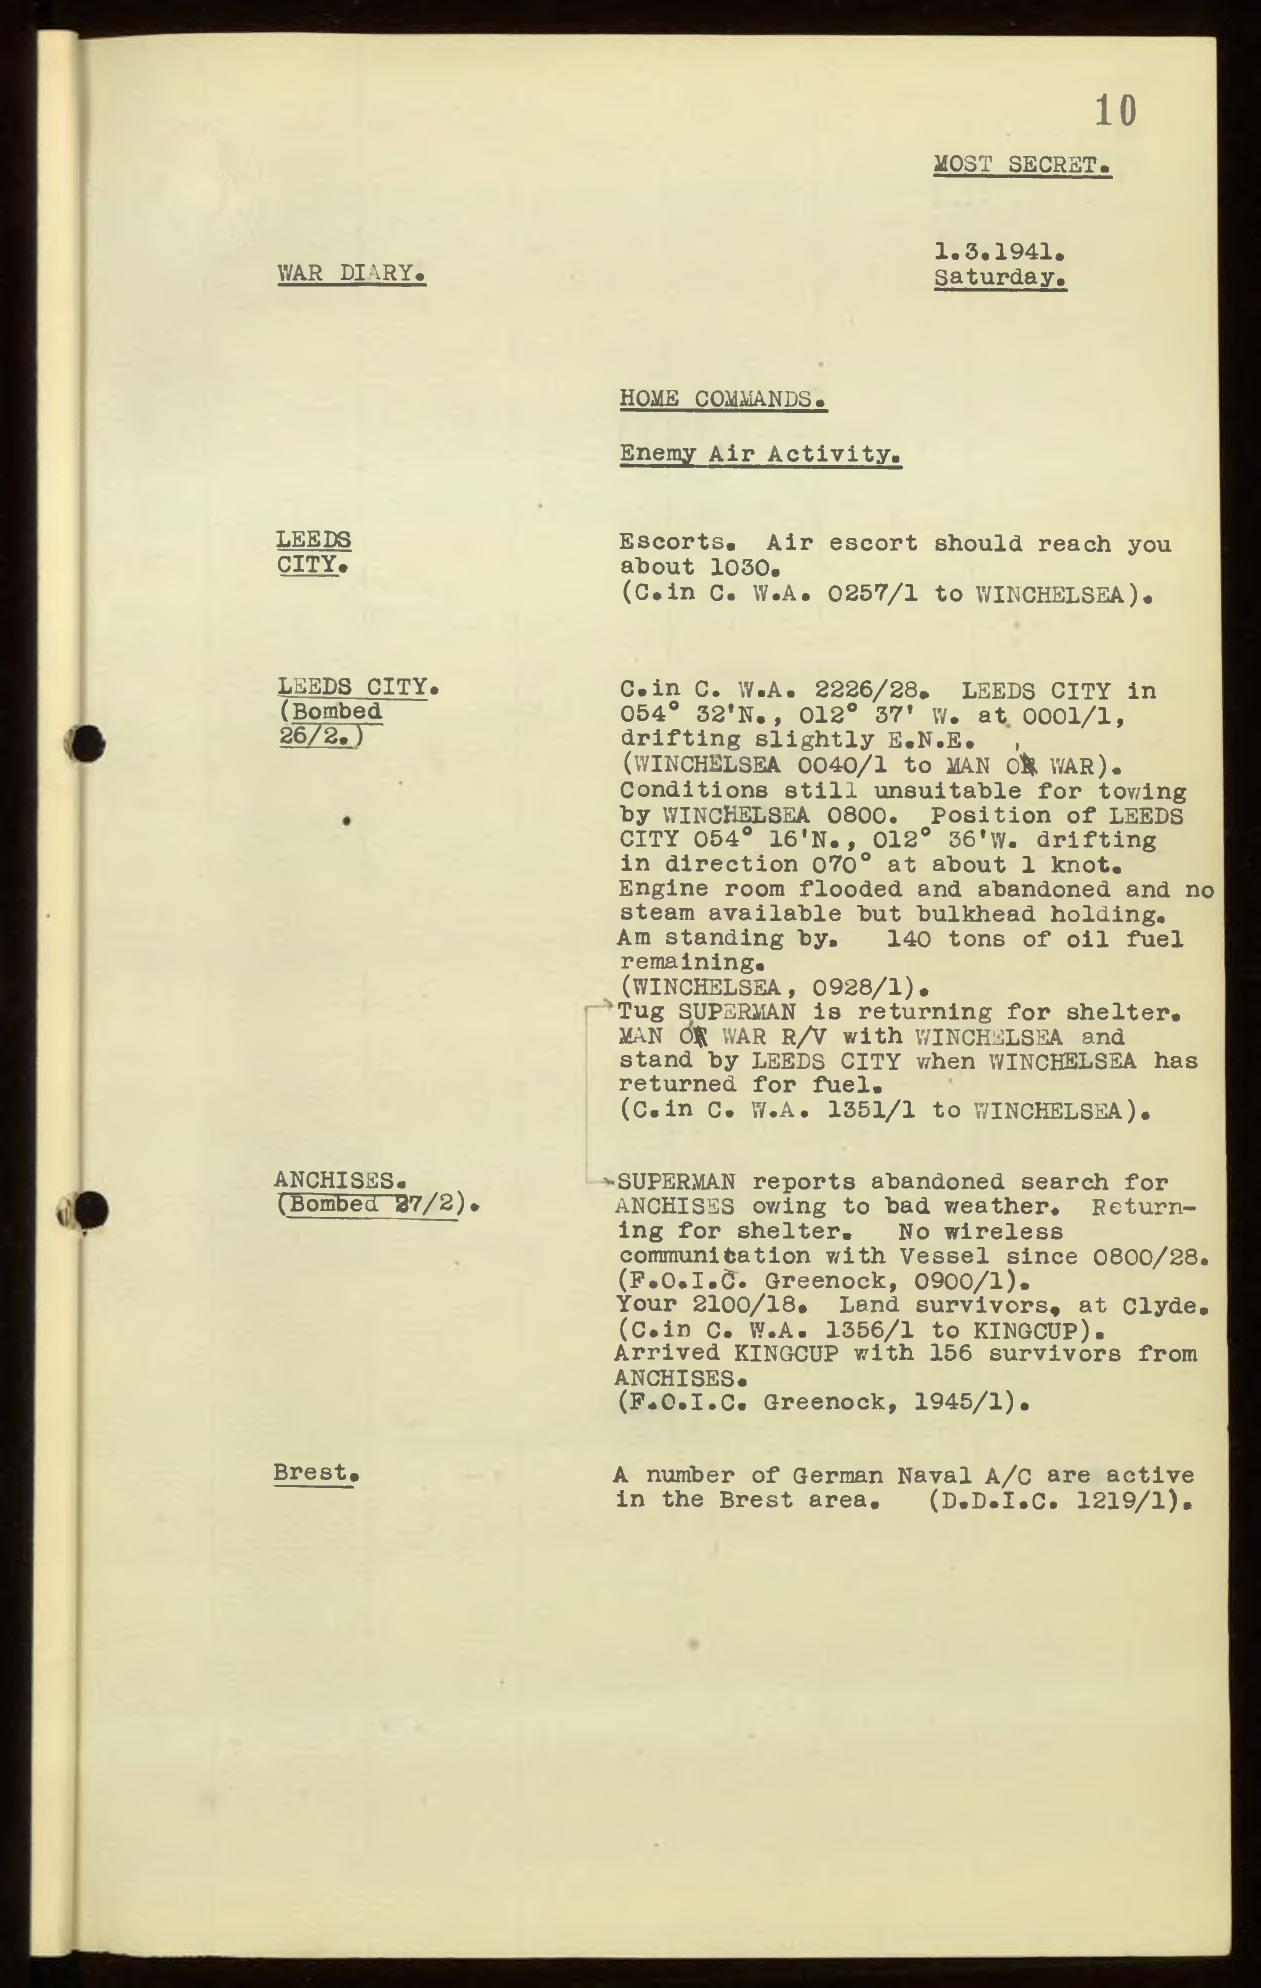 10
MOST SECRET.
1.3.1941.
WAR DIARY.
Saturday.
HOME COMMANDS.
Enemy Air Activity.
LEEDS
CITY.
Escorts. Air escort should reach you
about 1030.
(C.in C. W.A. 0257/1 to WINCHELSEA).
LEEDS CITY.
(Bombed
26/2.)
C.in C. W.A. 2226/28. LEEDS CITY in
054° 32'N., 012° 37' W. at 0001/1,
drifting slightly E.N.E.
(WINCHELSEA 0040/1 to MAN O' WAR).
Conditions still unsuitable for towing
by WINCHELSEA 0800. Position of LEEDS
CITY 054° 16'N., 012° 36'W. drifting
in direction 070° at about 1 knot.
Engine room flooded and abandoned and no
steam available but bulkhead holding.
Am standing by. 140 tons of oil fuel
remaining.
(WINCHELSEA, 0928/1).
Tug SUPERMAN is returning for shelter.
MAN O' WAR R/V with WINCHELSEA and
stand by LEEDS CITY when WINCHELSEA has
returned for fuel.
(C.in C. W.A. 1351/1 to WINCHELSEA).
ANCHISES.
(Bombed 27/2).
SUPERMAN reports abandoned search for
ANCHISES owing to bad weather. Return-
ing for shelter. No wireless
communication with Vessel since 0800/28.
(F.O.I.C. Greenock, 0900/1).
Your 2100/18. Land survivors, at Clyde.
(C.in C. W.A. 1356/1 to KINGCUP).
Arrived KINGCUP with 156 survivors from
ANCHISES.
(F.O.I.C. Greenock, 1945/1).
Brest.
A number of German Naval A/C are active
in the Brest area. (D.D.I.C. 1219/1).